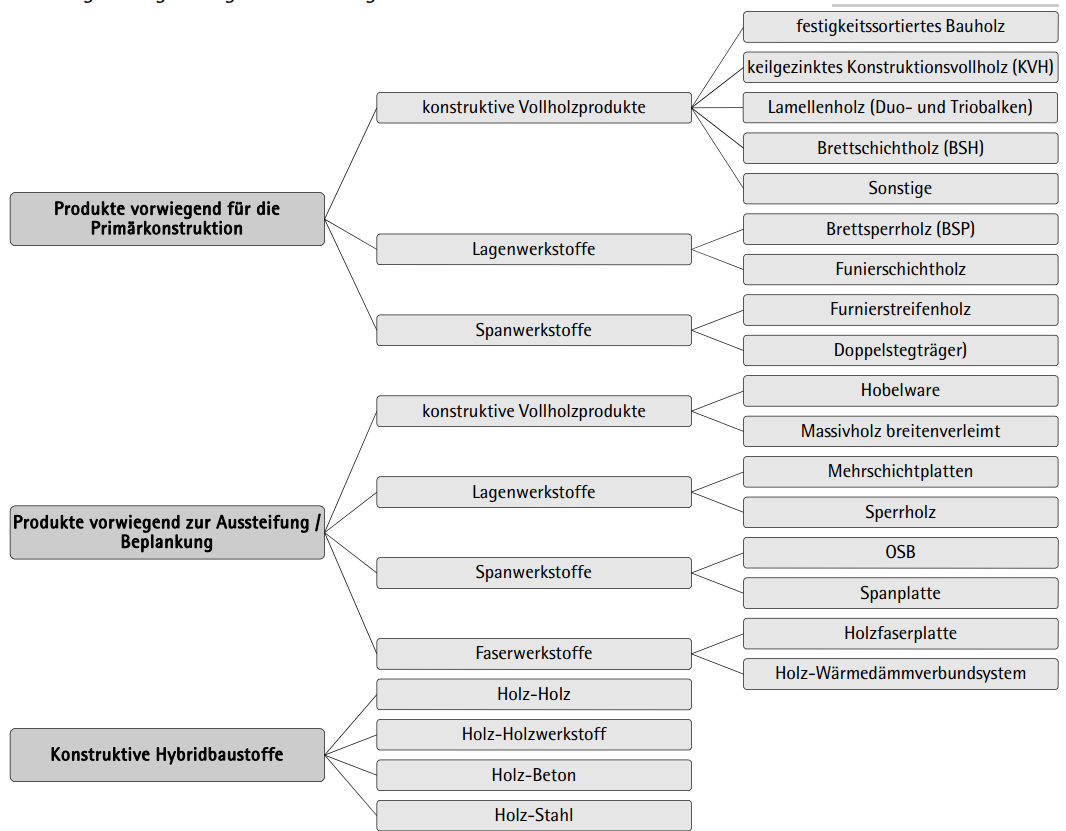 festigkeitssortiertes Bauholz
keilgezinktes Konstruktionsvollholz (KVH)
konstruktive Vollholzprodukte
Lamellenholz (Duo- und Triobalken)
Brettschichtholz (BSH)
Sonstige
Produkte vorwiegend für die
Primärkonstruktion
Lagenwerkstoffe
Brettsperrholz (BSP)
Funierschichtholz
Spanwerkstoffe
Furnierstreifenholz
Doppelstegträger)
konstruktive Vollholzprodukte
Hobelware
Massivholz breitenverleimt
Produkte vorwiegend zur Aussteifung /
Beplankung
Lagenwerkstoffe
Mehrschichtplatten
Sperrholz
Spanwerkstoffe
OSB
Spanplatte
Faserwerkstoffe
Holzfaserplatte
Holz-Wärmedämmverbundsystem
Konstruktive Hybridbaustoffe
Holz-Holz
Holz-Holzwerkstoff
Holz-Beton
Holz-Stahl